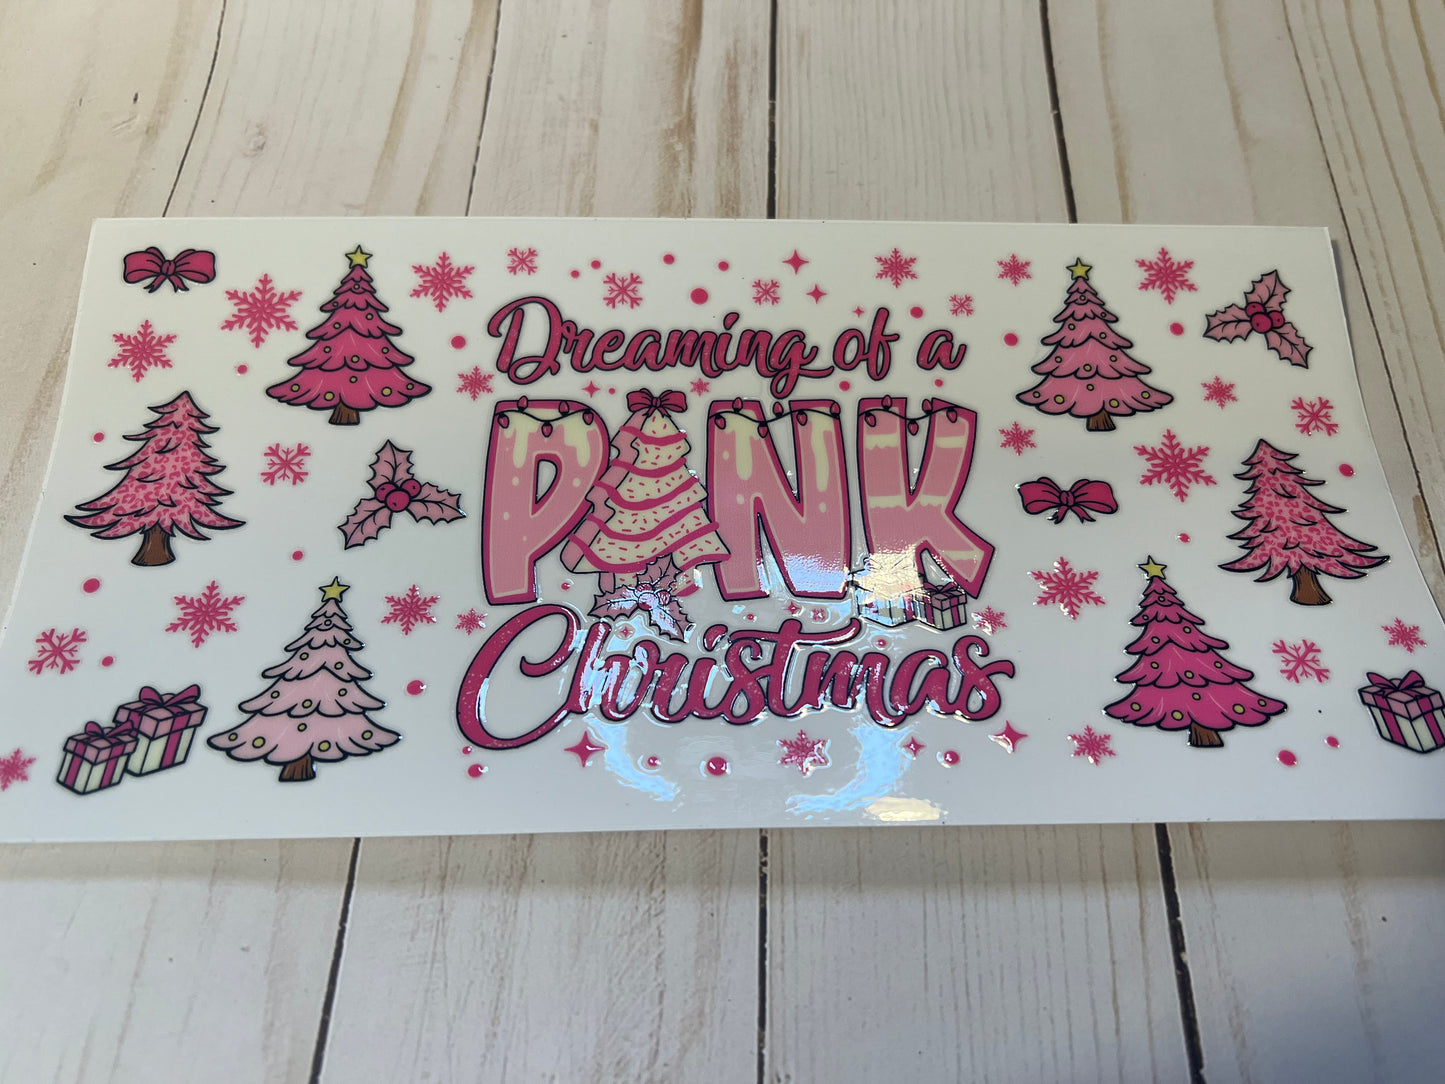 Dreaming of a
PINK
Christmas